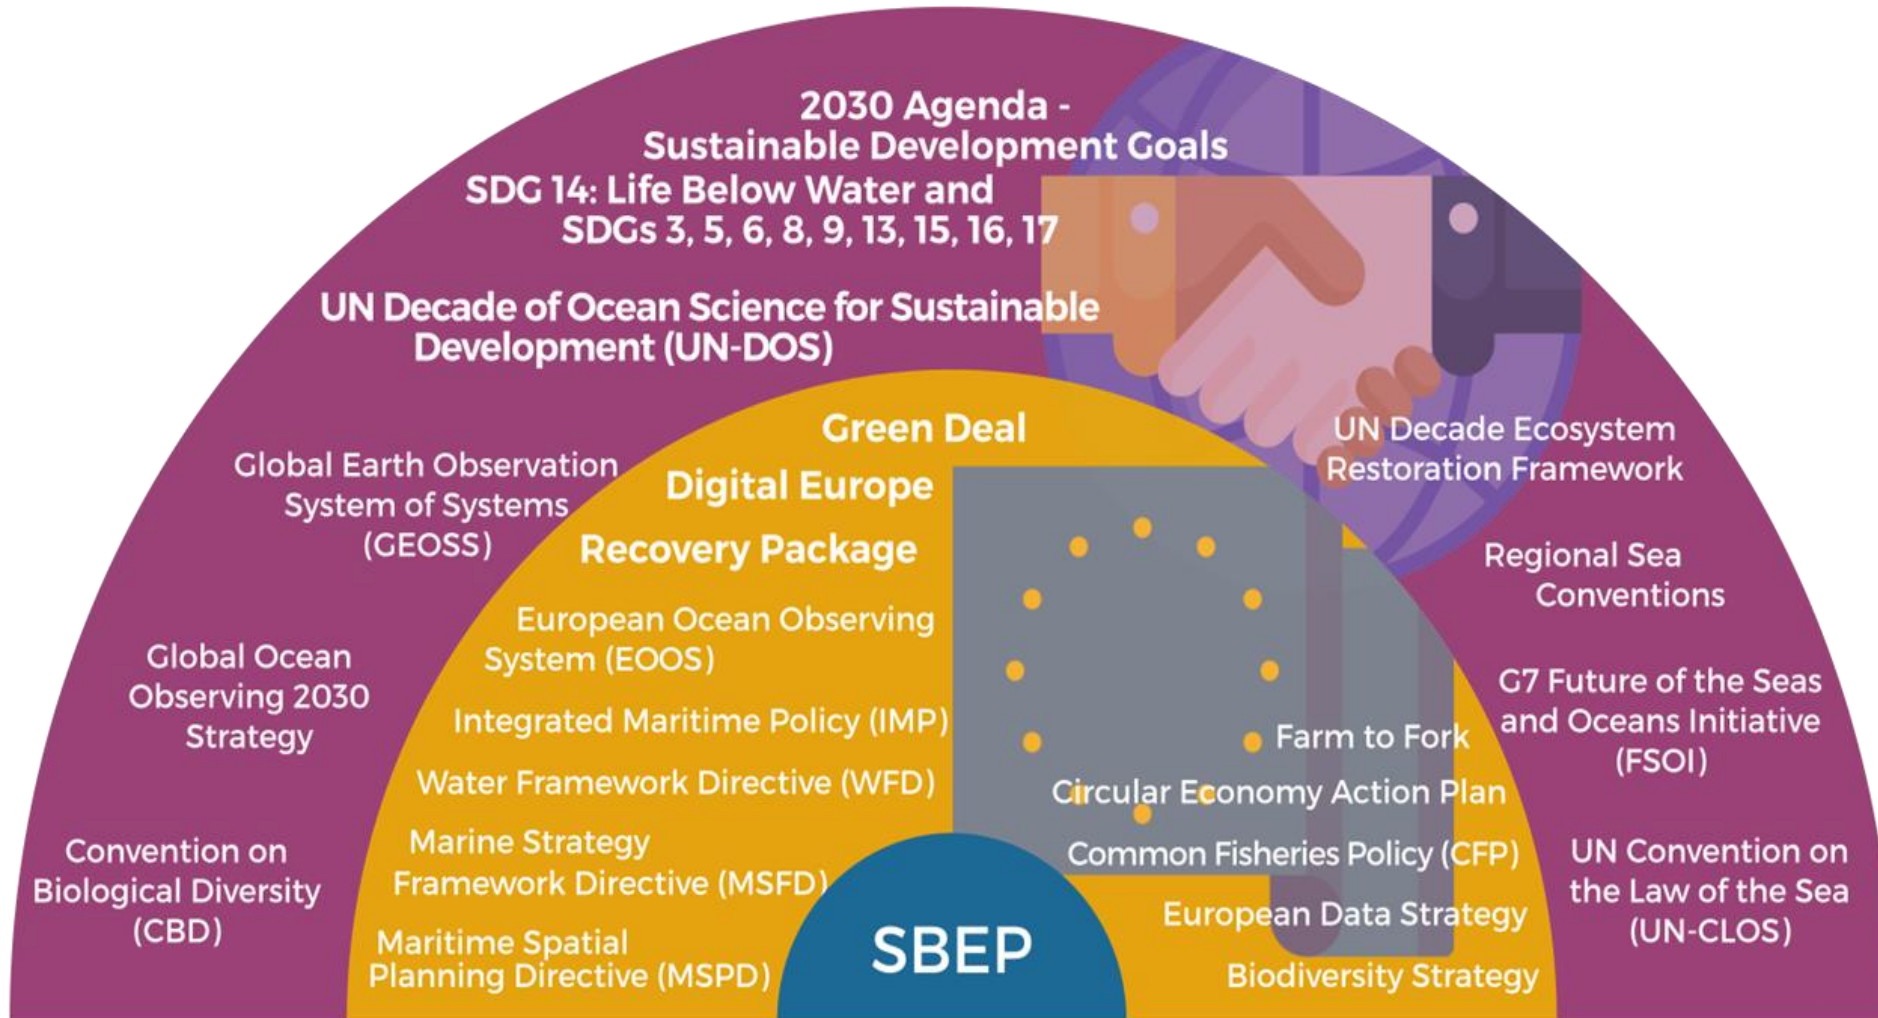 2030 Agenda -
Sustainable Development Goals
SDG 14: Life Below Water and
SDGs 3, 5, 6, 8, 9, 13, 15, 16, 17
UN Decade of Ocean Science for Sustainable
Development (UN-DOS)
Global Earth Observation
System of Systems
(GEOSS)
Global Ocean
Observing 2030
Strategy
Convention on
Biological Diversity
(CBD)
Green Deal
Digital Europe
Recovery Package
European Ocean Observing
System (EOOS)
Integrated Maritime Policy (IMP)
Water Framework Directive (WFD)
Marine Strategy
Framework Directive (MSFD)
Maritime Spatial
Planning Directive (MSPD)
SBEP
Farm to Fork
Circular Economy Action Plan
Common Fisheries Policy (CFP)
European Data Strategy
Biodiversity Strategy
UN Decade Ecosystem
Restoration Framework
Regional Sea
Conventions
G7 Future of the Seas
and Oceans Initiative
(FSOI)
UN Convention on
the Law of the Sea
(UN-CLOS)